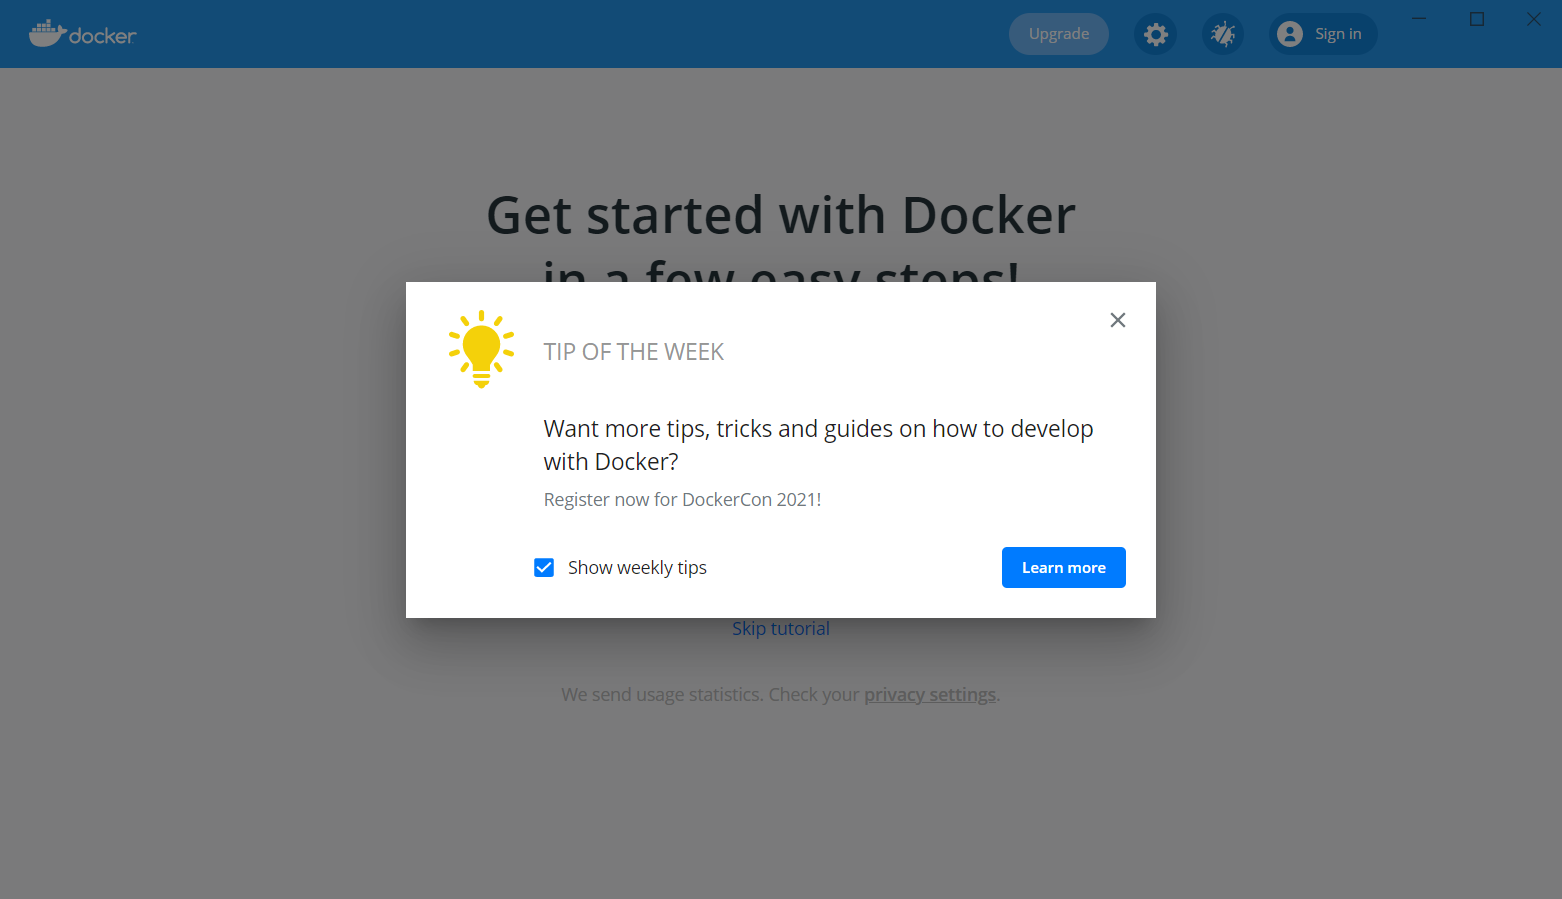 docker
Upgrade
Sign in
Get started with Docker
in a few easy steps!
TIP OF THE WEEK
Want more tips, tricks and guides on how to develop
with Docker?
Register now for DockerCon 2021!
Show weekly tips
Learn more
Skip tutorial
We send usage statistics. Check your privacy settings.